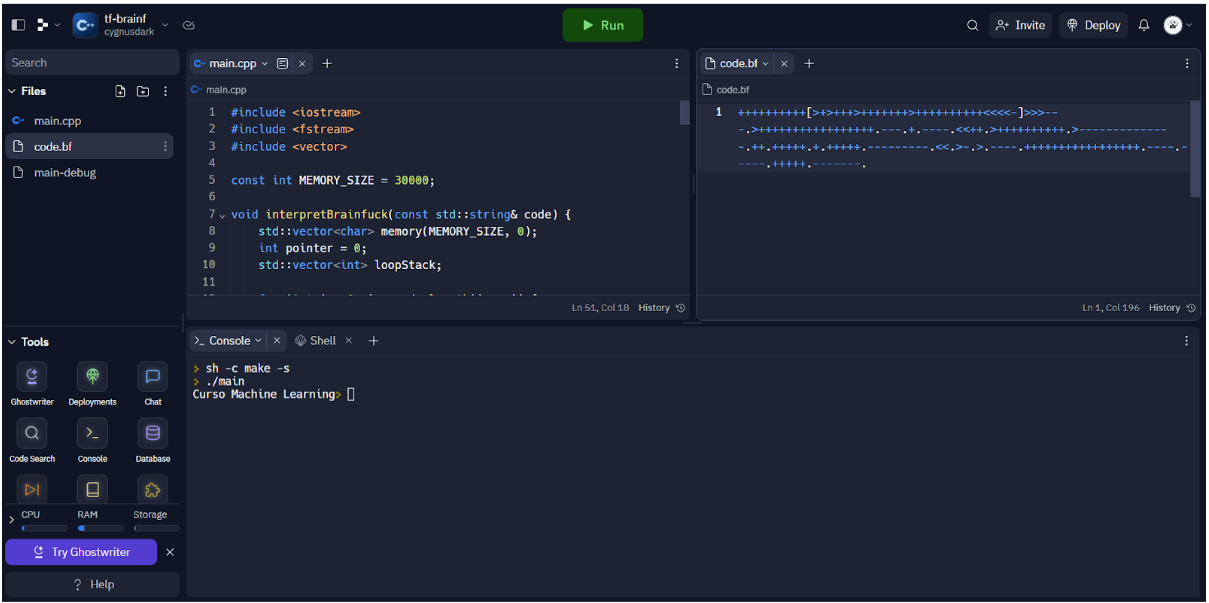 tf-brainf
cygnusdark
Run
Invite
Deploy
Search
Files
main.cpp
code.bf
main-debug
main.cpp
main.cpp
1 #include <iostream>
2 #include <fstream>
3 #include <vector>
4
5 const int MEMORY_SIZE = 30000;
6
7 void interpretBrainfuck(const std::string& code) {
8 std::vector<char> memory(MEMORY_SIZE, 0);
9 int pointer = 0;
10 std::vector<int> loopStack;
11
Ln 51, Col 18 History
code.bf
code.bf
1 ++++++++++[>+>+++>+++++++>++++++++++<<<<-]>>>--
-.>++++++++++++++++++.---.+.----.<<++.>++++++++++.>-------------
-.++.+++++.+.+++++.---------.<<.>-.>.----.+++++++++++++++++.----.-
----.+++++.-------.
Ln 1, Col 196 History
Tools
Ghostwriter Deployments Chat
Code Search Console Database
CPU RAM Storage
Try Ghostwriter
Help
Console
Shell
sh -c make -s
./main
Curso Machine Learning